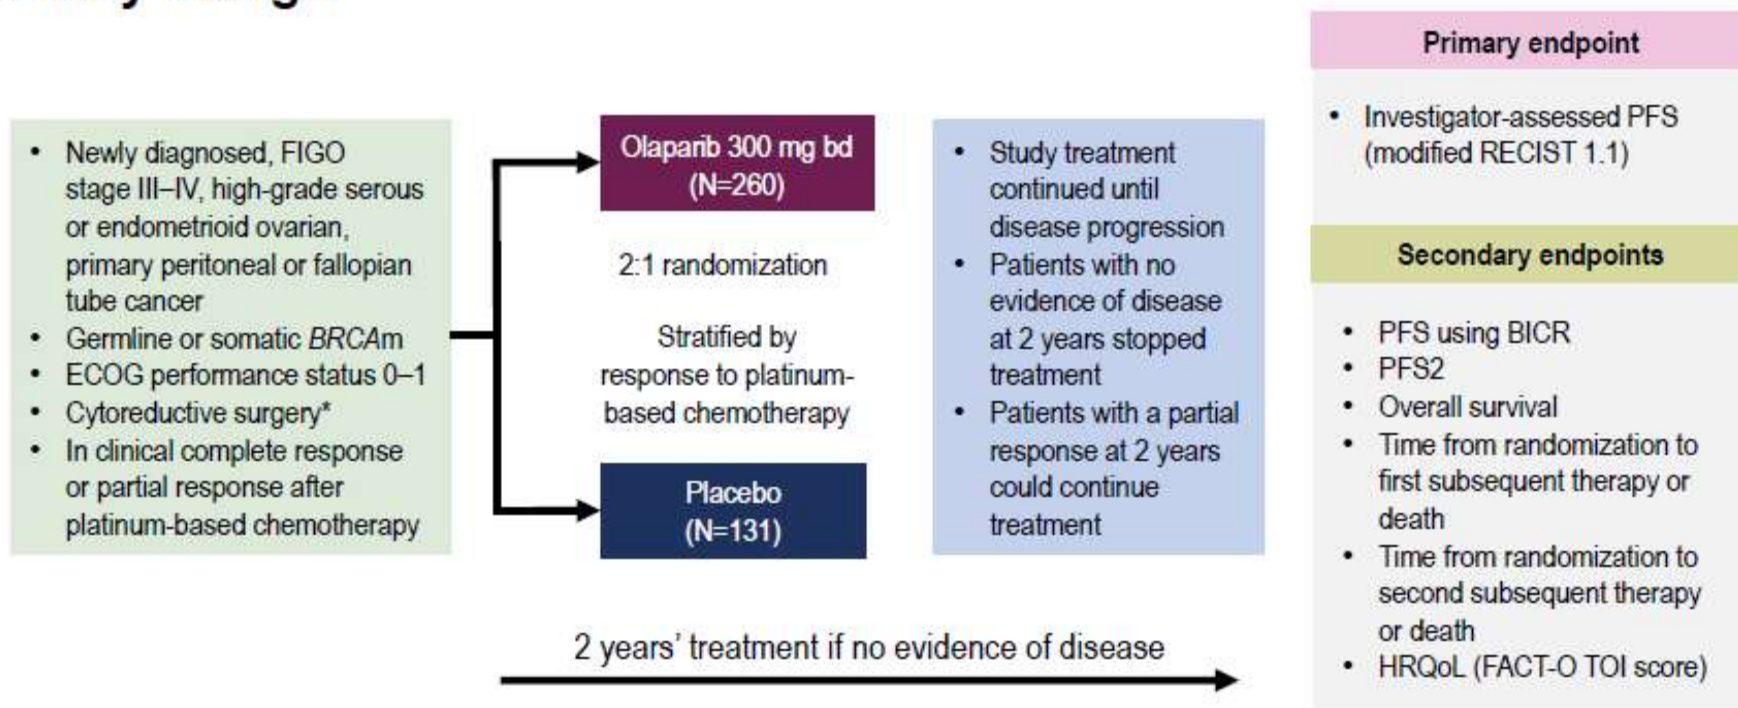 • Newly diagnosed, FIGO
stage III–IV, high-grade serous
or endometrioid ovarian,
primary peritoneal or fallopian
tube cancer
• Germline or somatic BRCAm
• ECOG performance status 0–1
• Cytoreductive surgery*
• In clinical complete response
or partial response after
platinum-based chemotherapy
Olaparib 300 mg bd
(N=260)
2:1 randomization
Stratified by
response to platinum-
based chemotherapy
Placebo
(N=131)
• Study treatment
continued until
disease progression
• Patients with no
evidence of disease
at 2 years stopped
treatment
• Patients with a partial
response at 2 years
could continue
treatment
2 years’ treatment if no evidence of disease
Primary endpoint
• Investigator-assessed PFS
(modified RECIST 1.1)
Secondary endpoints
• PFS using BICR
• PFS2
• Overall survival
• Time from randomization to
first subsequent therapy or
death
• Time from randomization to
second subsequent therapy
or death
• HRQoL (FACT-O TOI score)